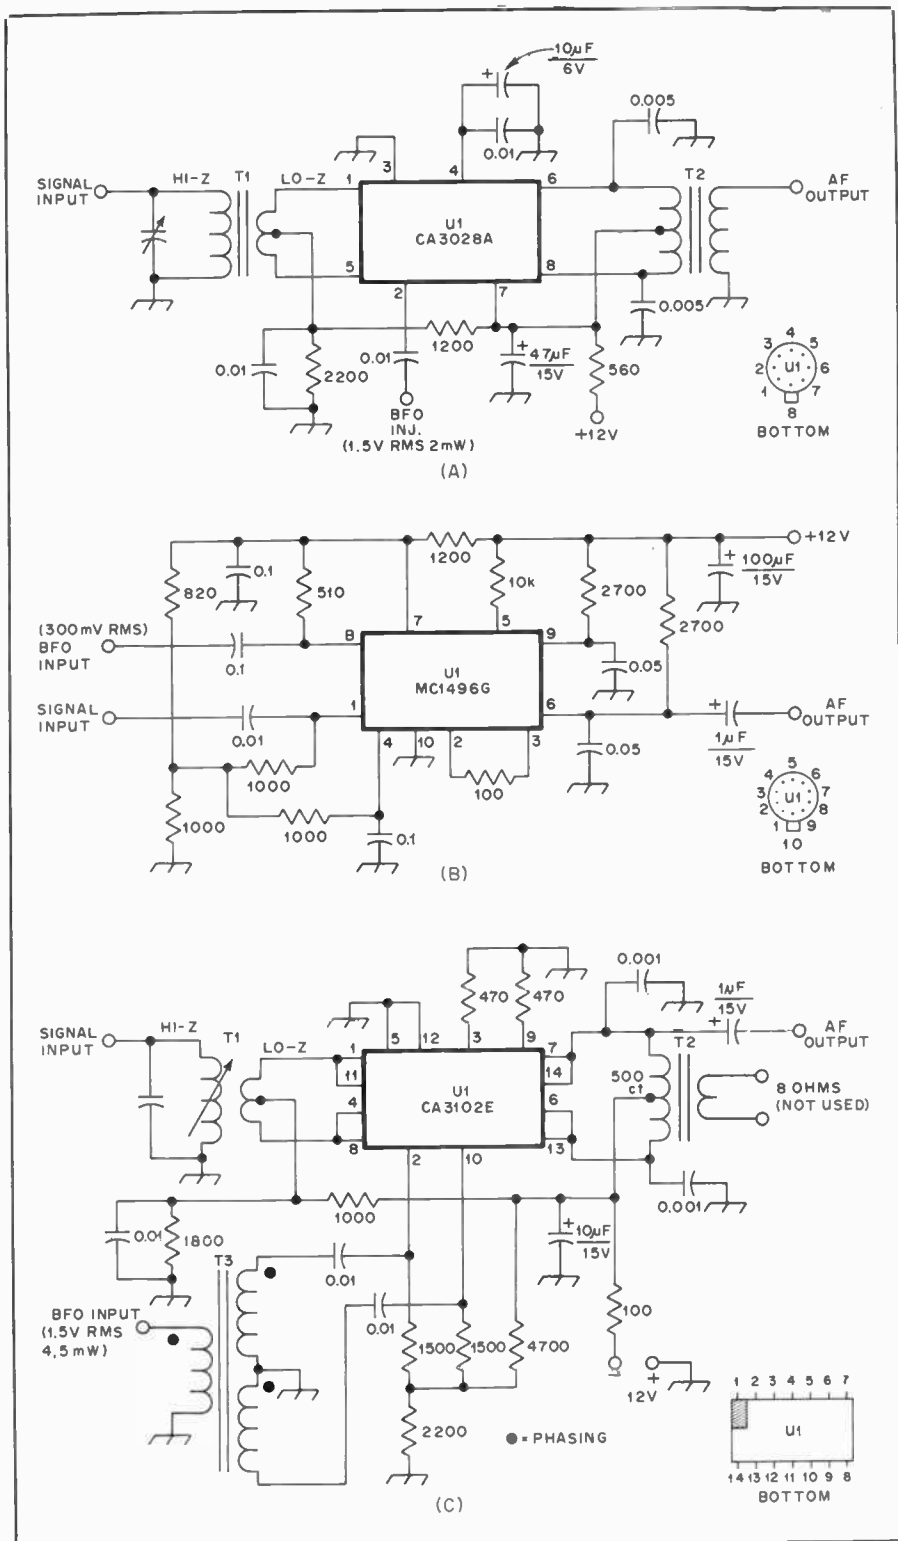 10µF
6V
+
0.005
0.01
3
4
SIGNAL INPUT
HI-Z
T1
LO-Z
1
6
T2
AF OUTPUT
U1
CA3028A
5
8
2
7
0.005
0.01
2200
1200
0.01
+
47µF
15V
560
BFO
INJ.
(1.5V RMS 2mW)
+12V
4
3 5
2 U1 6
1 7
8
BOTTOM
(A)
+12V
1200
0.1
+
100µF
15V
820
510
10k
2700
2700
(300mV RMS)
BFO
INPUT
0.1
8
7
5
9
U1
MC1496G
0.05
SIGNAL
INPUT
0.01
1
6
+
1µF
15V
AF
OUTPUT
4
10
2
3
0.05
1000
100
1000
1000
0.1
5
4 6
3 U1 7
2 8
1 9
10
BOTTOM
(B)
0.001
470
470
1µF
15V
+
SIGNAL
INPUT
HI-Z
T1
LO-Z
5
12
3
9
1
7
AF
OUTPUT
T2
11
14
U1
CA3102E
500
ct
8 OHMS
(NOT USED)
4
6
8
13
2
10
0.001
1000
0.01
1800
+
10µF
15V
T3
0.01
0.01
100
BFO INPUT
(1.5V RMS
4,5mW)
1500
1500
4700
−
+
12V
2200
● = PHASING
1 2 3 4 5 6 7
U1
14 13 12 11 10 9 8
BOTTOM
(C)